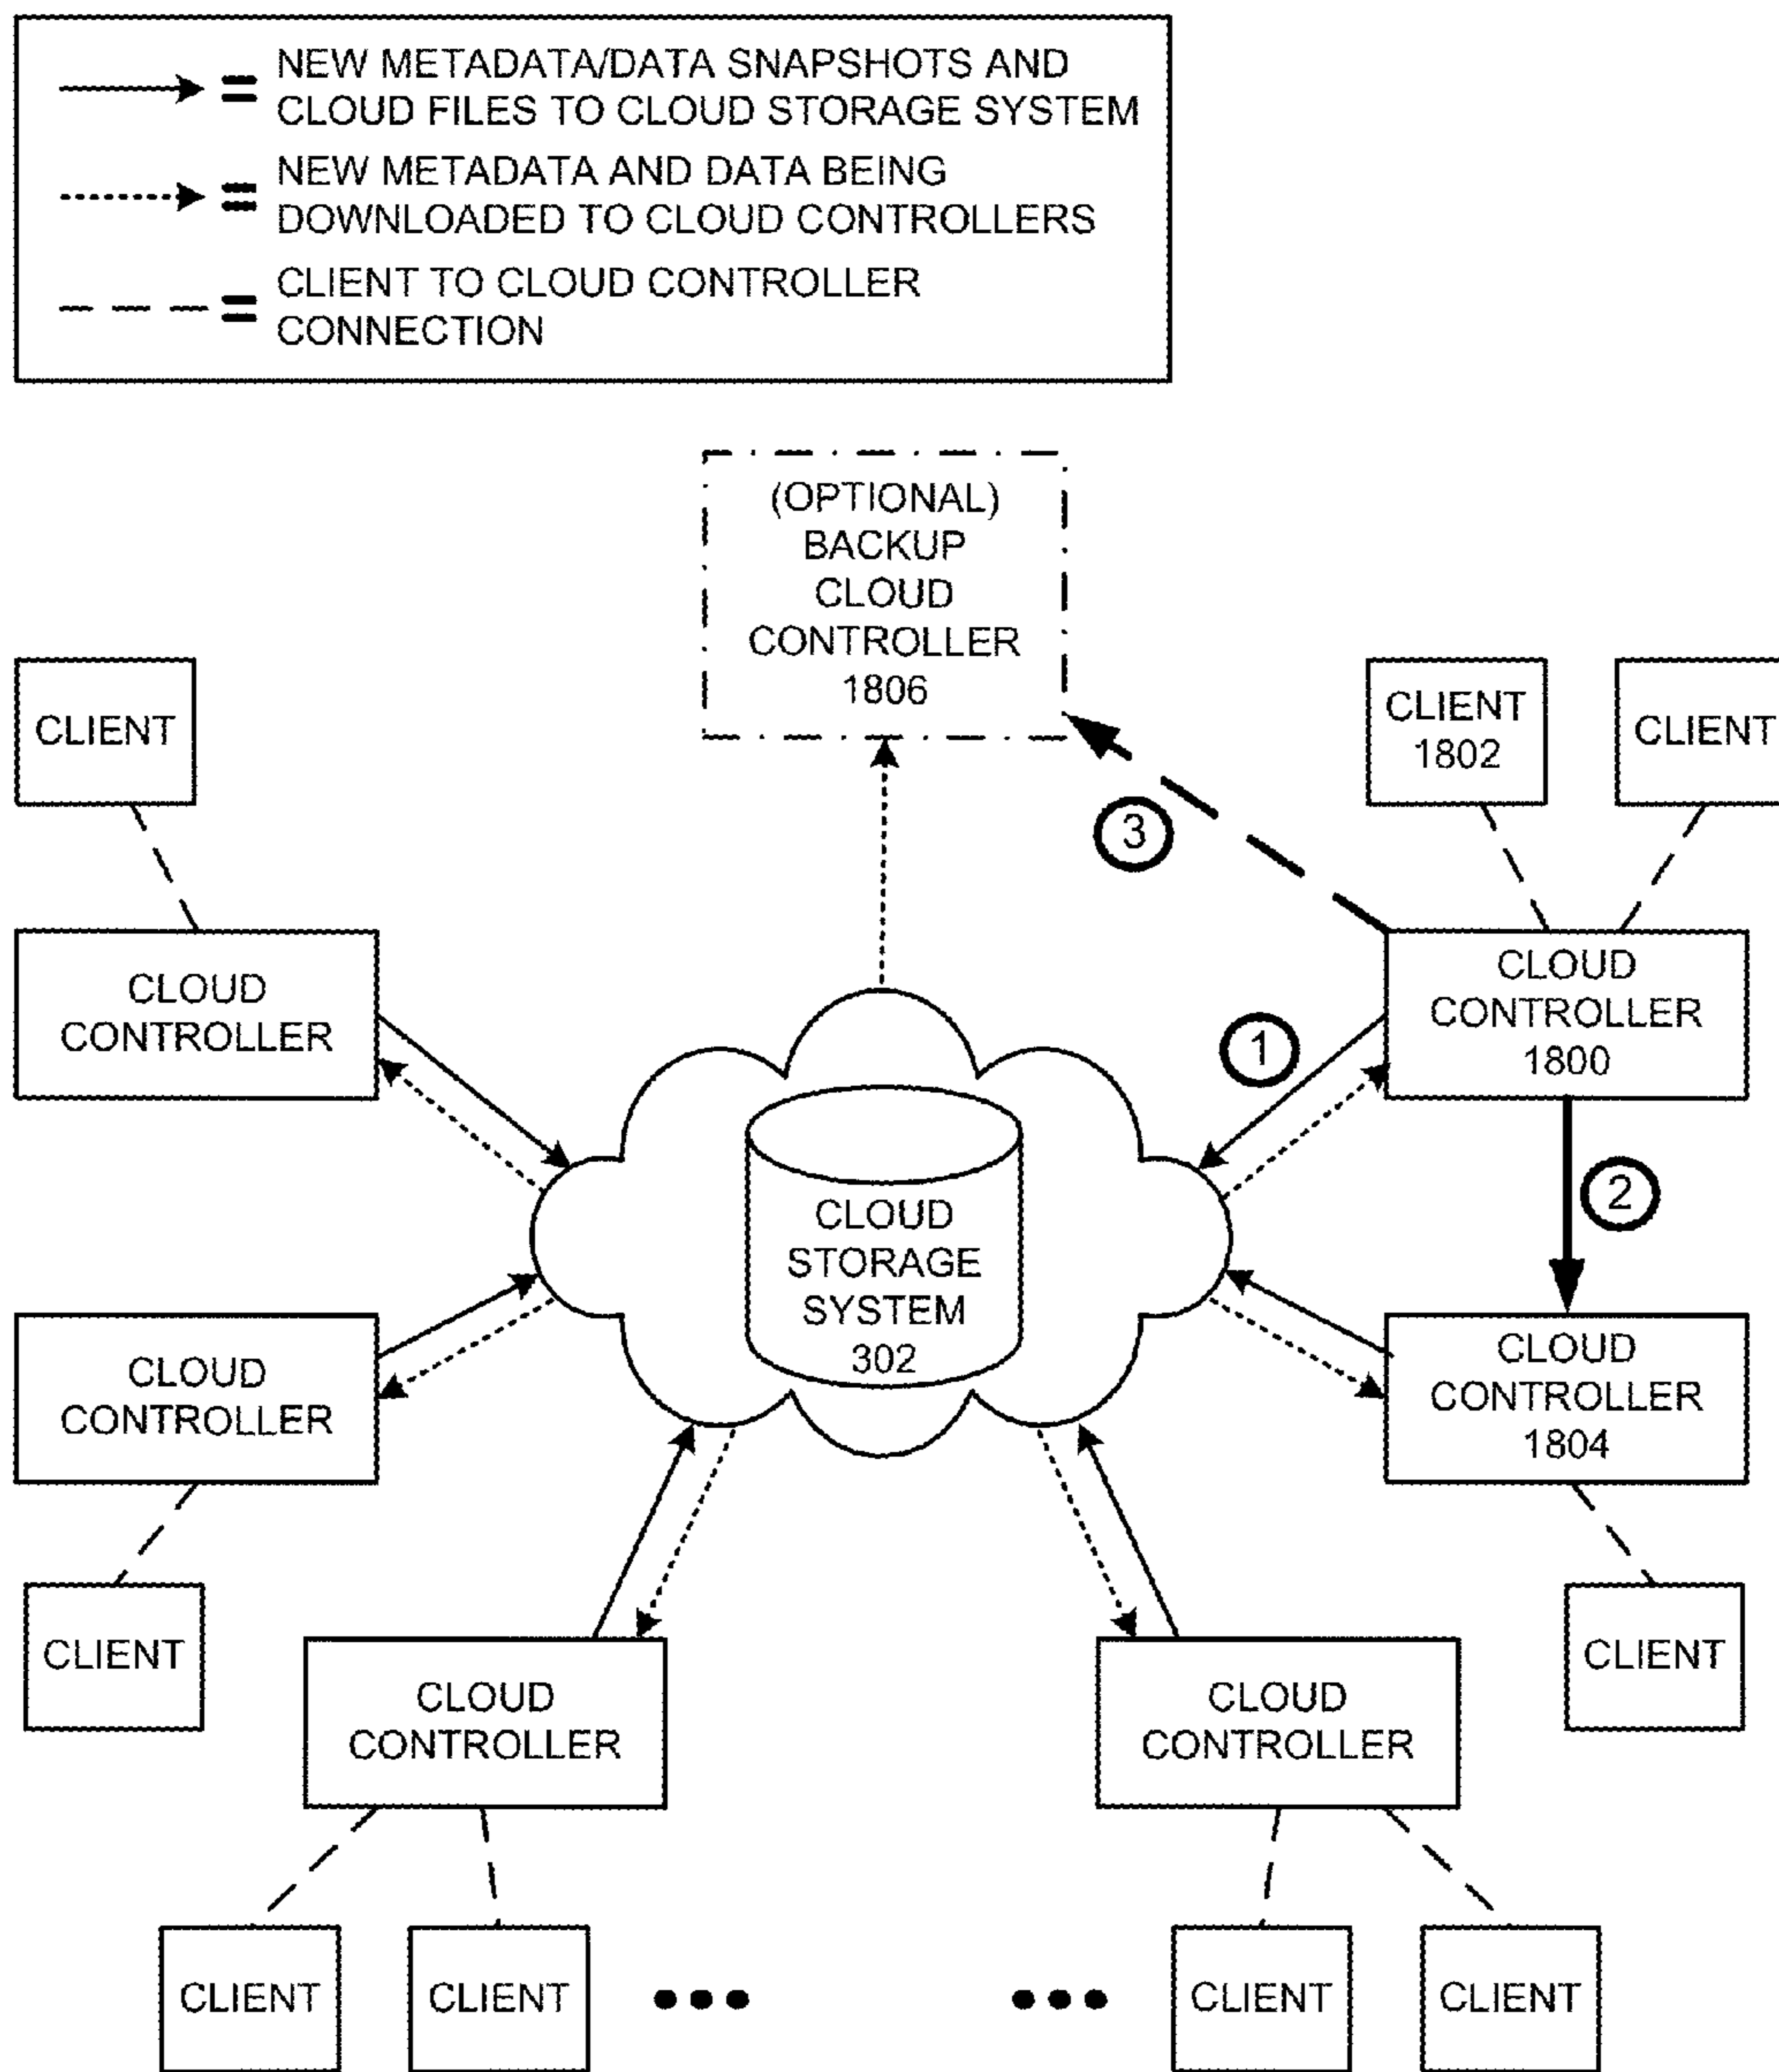 = NEW METADATA/DATA SNAPSHOTS AND
CLOUD FILES TO CLOUD STORAGE SYSTEM
= NEW METADATA AND DATA BEING
DOWNLOADED TO CLOUD CONTROLLERS
= CLIENT TO CLOUD CONTROLLER
CONNECTION
(OPTIONAL)
BACKUP
CLOUD
CONTROLLER
1806
CLIENT
CLIENT
1802
CLIENT
3
CLOUD
CONTROLLER
CLOUD
CONTROLLER
1800
1
2
CLOUD
STORAGE
SYSTEM
302
CLOUD
CONTROLLER
CLOUD
CONTROLLER
1804
CLIENT
CLIENT
CLOUD
CONTROLLER
CLOUD
CONTROLLER
CLIENT
CLIENT
CLIENT
CLIENT